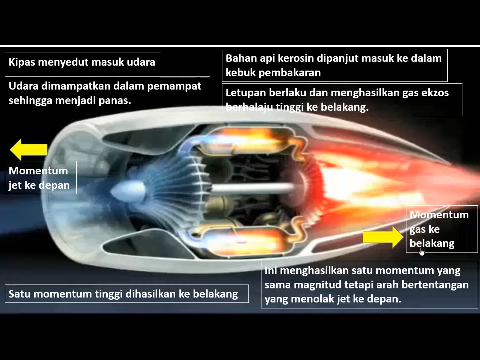 Kipas menyedut masuk udara
Udara dimampatkan dalam pemampat
sehingga menjadi panas.
Bahan api kerosin dipanjut masuk ke dalam
kebuk pembakaran
Letupan berlaku dan menghasilkan gas ekzos
berhalaju tinggi ke belakang.
Momentum
jet ke depan
Momentum
gas ke
belakang
Satu momentum tinggi dihasilkan ke belakang
Ini menghasilkan satu momentum yang
sama magnitud tetapi arah bertentangan
yang menolak jet ke depan.